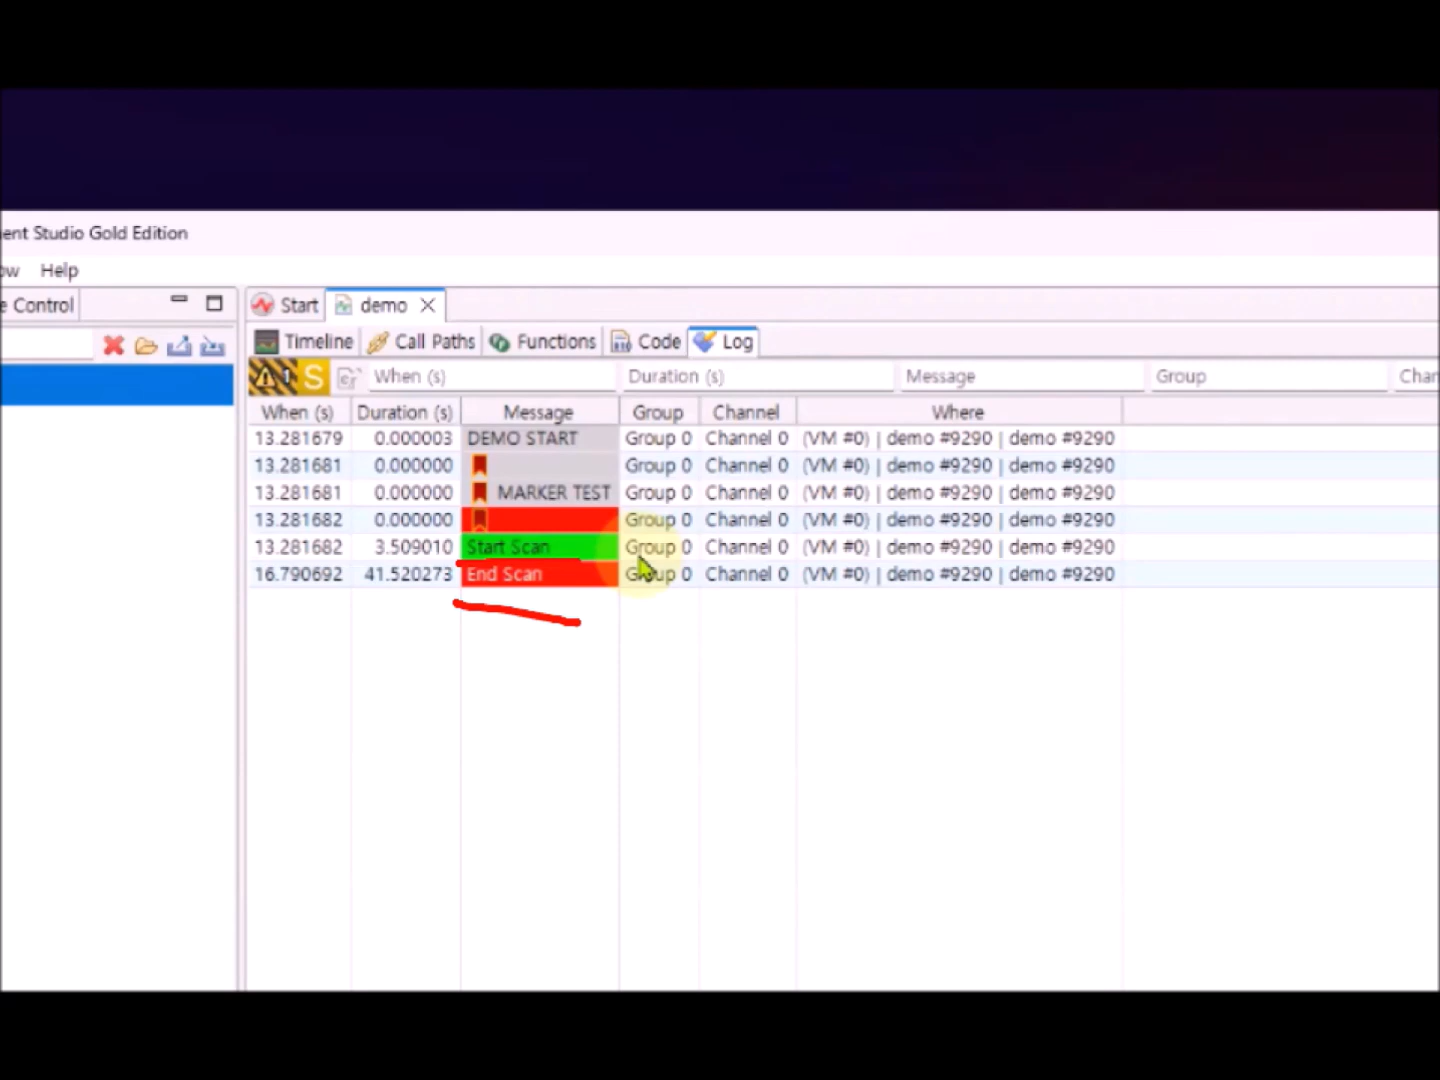 ent Studio Gold Edition
ow Help
e Control Start demo
Timeline Call Paths Functions Code Log
1 S When (s) Duration (s) Message Group Chan
When (s) Duration (s) Message Group Channel Where
13.281679 0.000003 DEMO START Group 0 Channel 0 (VM #0) | demo #9290 | demo #9290
13.281681 0.000000 Group 0 Channel 0 (VM #0) | demo #9290 | demo #9290
13.281681 0.000000 MARKER TEST Group 0 Channel 0 (VM #0) | demo #9290 | demo #9290
13.281682 0.000000 Group 0 Channel 0 (VM #0) | demo #9290 | demo #9290
13.281682 3.509010 Start Scan Group 0 Channel 0 (VM #0) | demo #9290 | demo #9290
16.790692 41.520273 End Scan Group 0 Channel 0 (VM #0) | demo #9290 | demo #9290